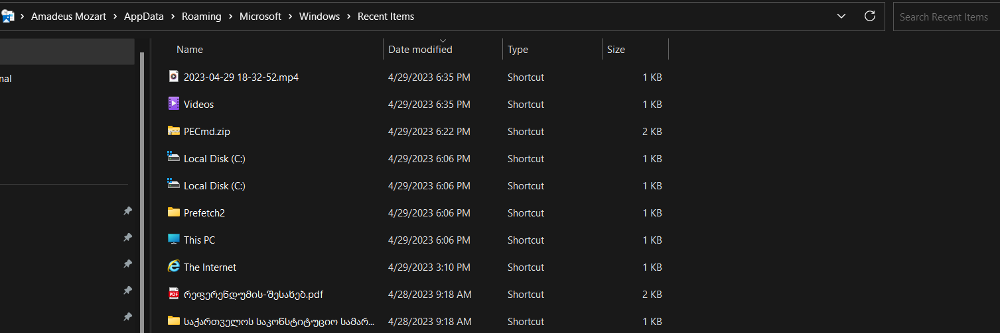 Amadeus Mozart > AppData > Roaming > Microsoft > Windows > Recent Items Search Recent Items
Name Date modified Type Size
nal
2023-04-29 18-32-52.mp4 4/29/2023 6:35 PM Shortcut 1 KB
Videos 4/29/2023 6:35 PM Shortcut 1 KB
PECmd.zip 4/29/2023 6:22 PM Shortcut 2 KB
Local Disk (C:) 4/29/2023 6:06 PM Shortcut 1 KB
Local Disk (C:) 4/29/2023 6:06 PM Shortcut 1 KB
Prefetch2 4/29/2023 6:06 PM Shortcut 1 KB
This PC 4/29/2023 6:06 PM Shortcut 1 KB
The Internet 4/29/2023 3:10 PM Shortcut 1 KB
რეფერენდუმის-შესახებ.pdf 4/28/2023 9:18 AM Shortcut 2 KB
საქართველოს საკონსტიტუციო სამარ... 4/28/2023 9:18 AM Shortcut 1 KB